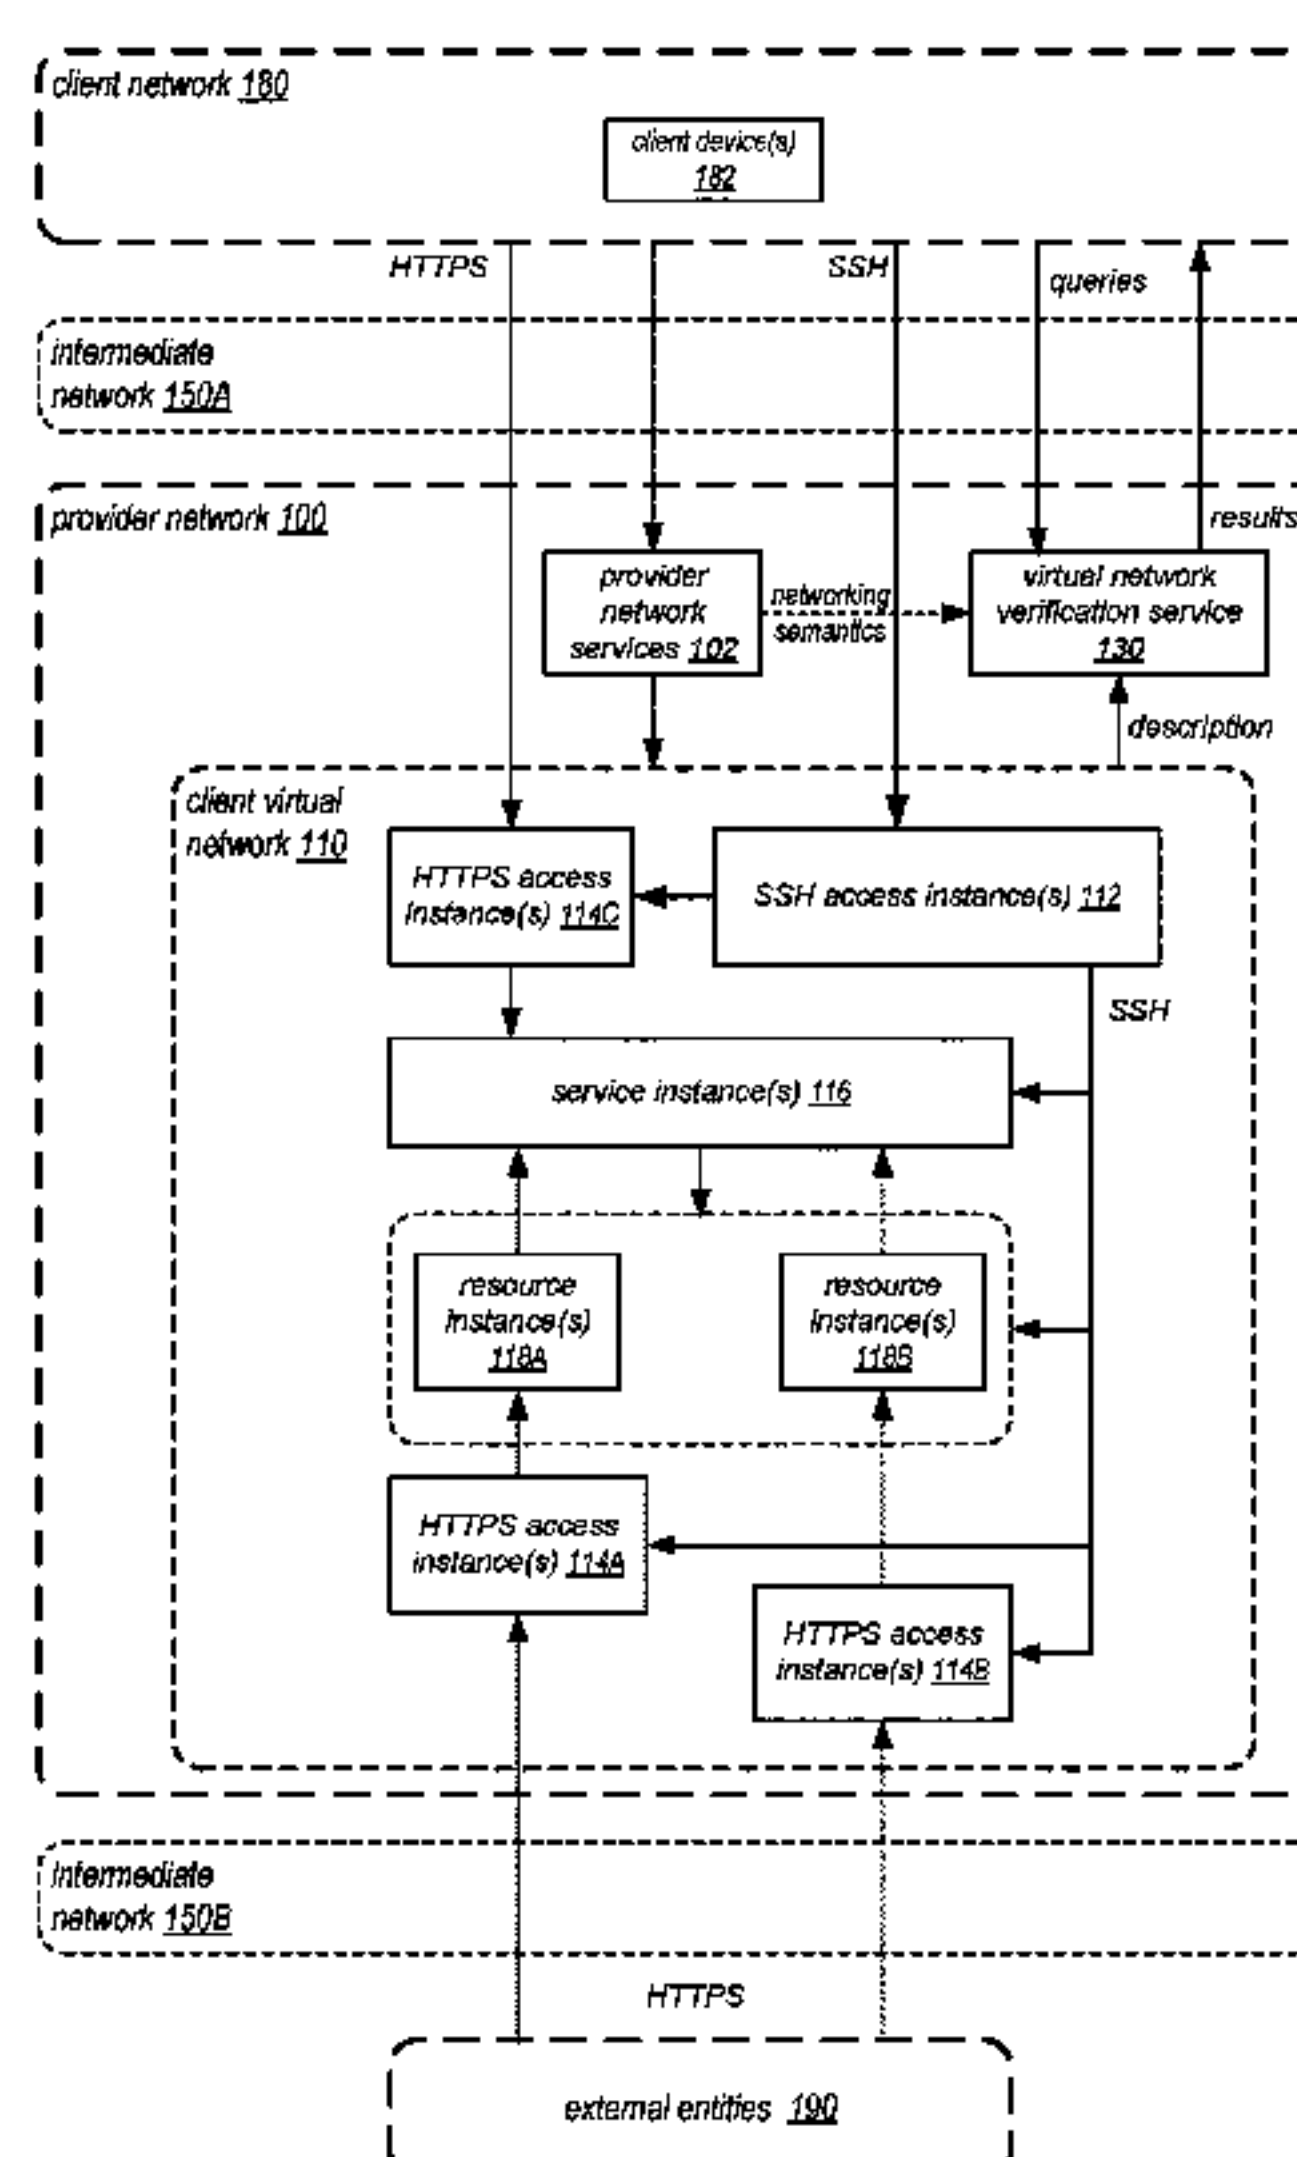 client network 180
client device(s)
182
HTTPS
SSH
queries
intermediate
network 150A
provider network 100
results
provider
network
services 102
networking
semantics
virtual network
verification service
130
description
client virtual
network 110
HTTPS access
instance(s) 114C
SSH access instance(s) 112
SSH
service instance(s) 116
resource
instance(s)
118A
resource
instance(s)
118B
HTTPS access
instance(s) 114A
HTTPS access
instance(s) 114B
intermediate
network 150B
HTTPS
external entities 190